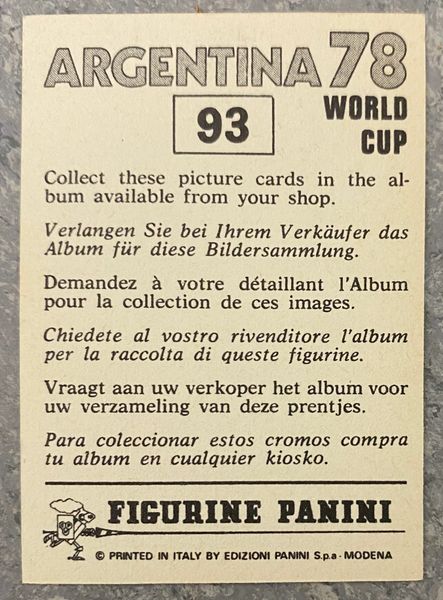 ARGENTINA 78
WORLD
CUP
93
Collect these picture cards in the al-
bum available from your shop.
Verlangen Sie bei Ihrem Verkäufer das
Album für diese Bildersammlung.
Demandez à votre détaillant l'Album
pour la collection de ces images.
Chiedete al vostro rivenditore l'album
per la raccolta di queste figurine.
Vraagt aan uw verkoper het album voor
uw verzameling van deze prentjes.
Para coleccionar estos cromos compra
tu album en cualquier kiosko.
FIGURINE PANINI
© PRINTED IN ITALY BY EDIZIONI PANINI S.p.a - MODENA